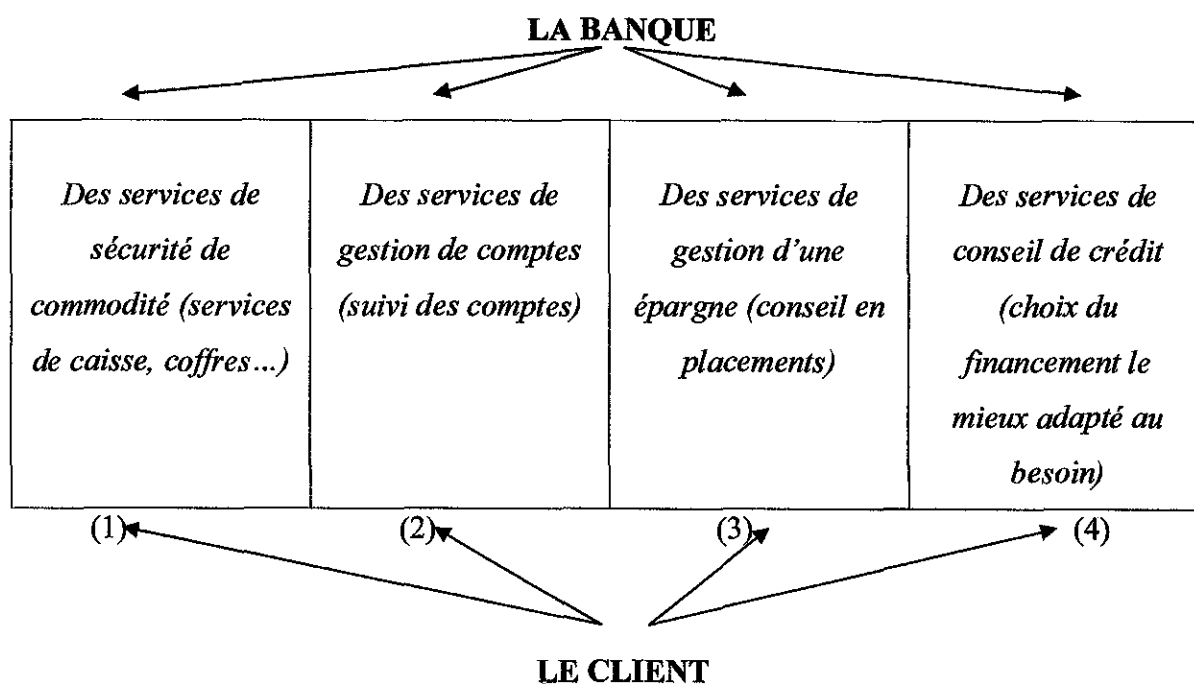 LA BANQUE
Des services de
sécurité de
commodité (services
de caisse, coffres...)
Des services de
gestion de comptes
(suivi des comptes)
Des services de
gestion d'une
épargne (conseil en
placements)
Des services de
conseil de crédit
(choix du
financement le
mieux adapté au
besoin)
(1)
(2)
(3)
(4)
LE CLIENT